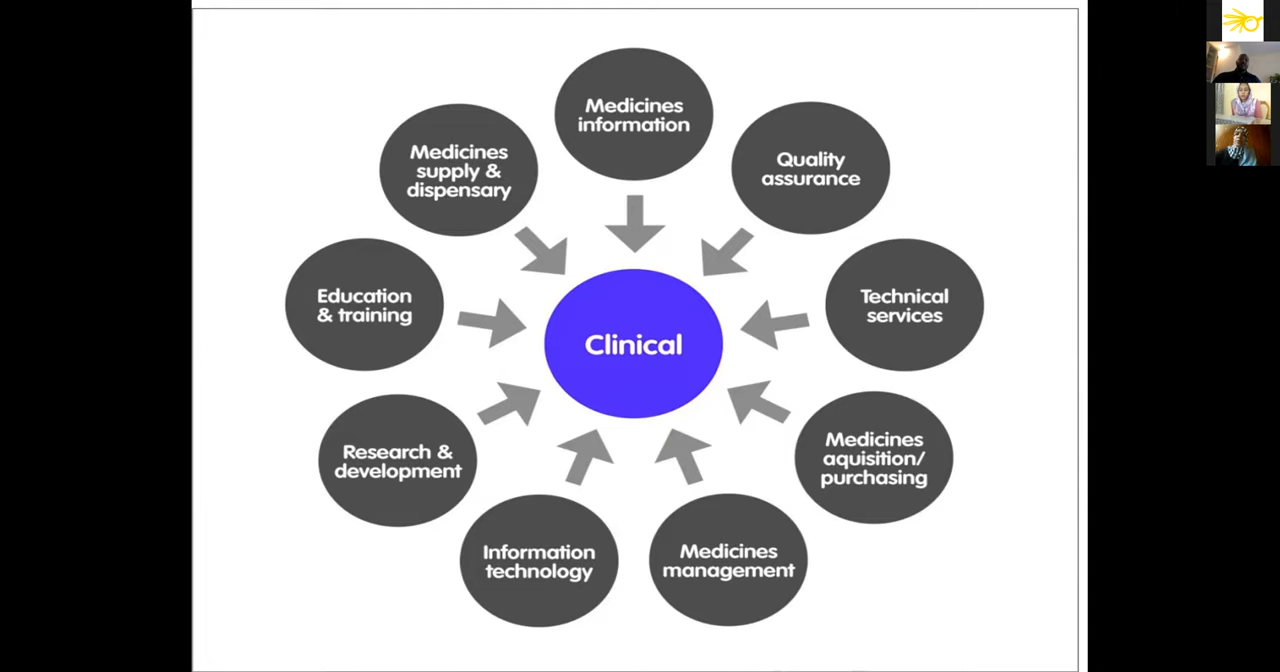 Medicines
information
Quality
assurance
Technical
services
Medicines
aquisition/
purchasing
Medicines
management
Information
technology
Research &
development
Education
& training
Medicines
supply &
dispensary
Clinical